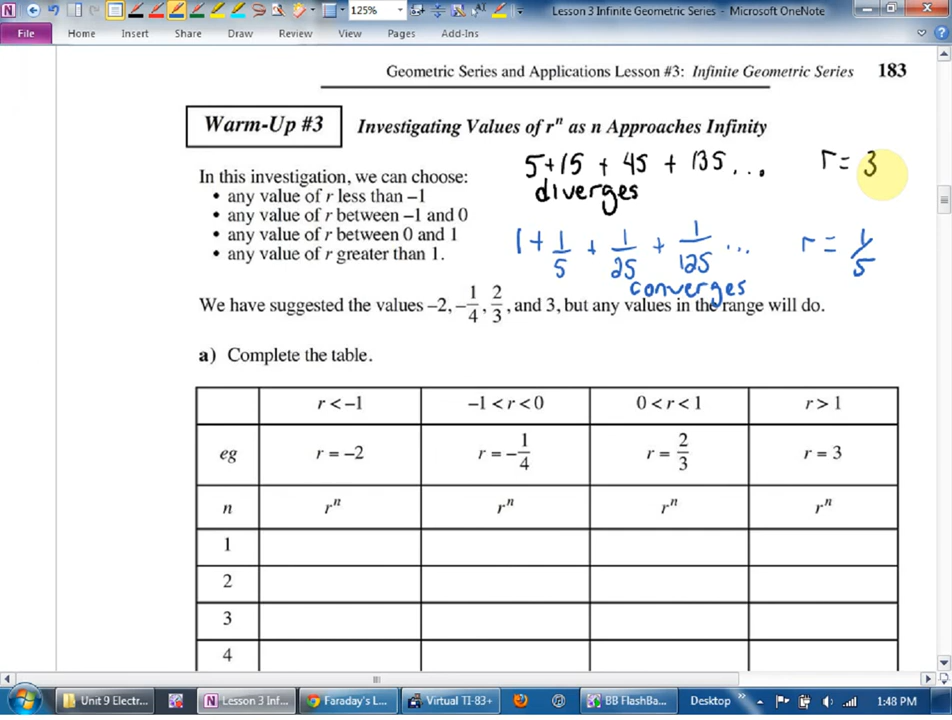 Lesson 3 Infinite Geometric Series - Microsoft OneNote
125%
File Home Insert Share Draw Review View Pages Add-Ins
Geometric Series and Applications Lesson #3: Infinite Geometric Series 183
Warm-Up #3 Investigating Values of rⁿ as n Approaches Infinity
5+15 + 45 + 135... r = 3
In this investigation, we can choose:
diverges
• any value of r less than –1
• any value of r between –1 and 0
• any value of r between 0 and 1
• any value of r greater than 1.
1 + 1/5 + 1/25 + 1/125 ... r = 1/5
converges
We have suggested the values –2, –1/4, 2/3, and 3, but any values in the range will do.
a) Complete the table.
r < –1 –1 < r < 0 0 < r < 1 r > 1
eg r = –2 r = –1/4 r = 2/3 r = 3
n rⁿ rⁿ rⁿ rⁿ
1
2
3
4
Unit 9 Electr... Lesson 3 Inf... Faraday's L... Virtual TI-83+ BB FlashBa... Desktop 1:48 PM